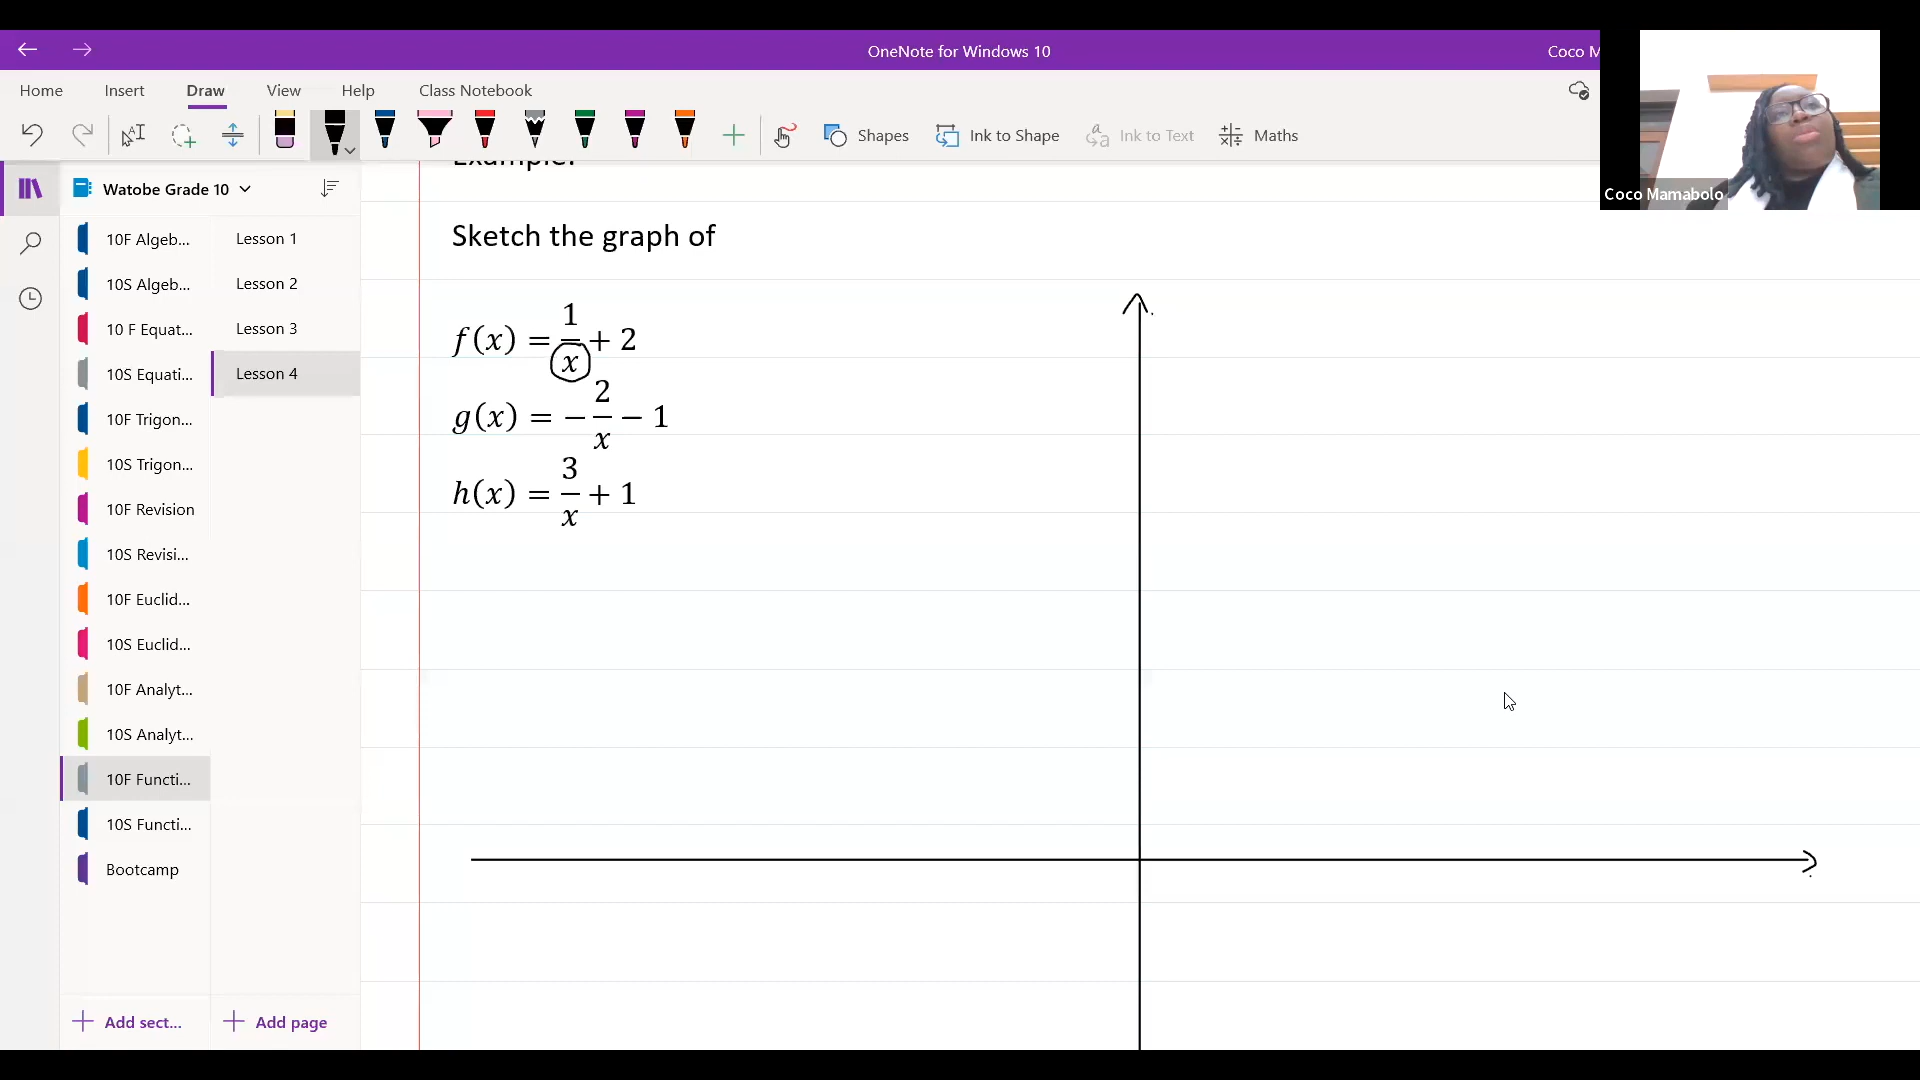 OneNote for Windows 10
Coco M
Home Insert Draw View Help Class Notebook
Shapes Ink to Shape Ink to Text Maths
Coco Mamabolo
Example:
Watobe Grade 10
10F Algeb...
10S Algeb...
10 F Equat...
10S Equati...
10F Trigon...
10S Trigon...
10F Revision
10S Revisi...
10F Euclid...
10S Euclid...
10F Analyt...
10S Analyt...
10F Functi...
10S Functi...
Bootcamp
Add sect...
Lesson 1
Lesson 2
Lesson 3
Lesson 4
Add page
Sketch the graph of
f(x) = 1/x + 2
g(x) = −2/x − 1
h(x) = 3/x + 1